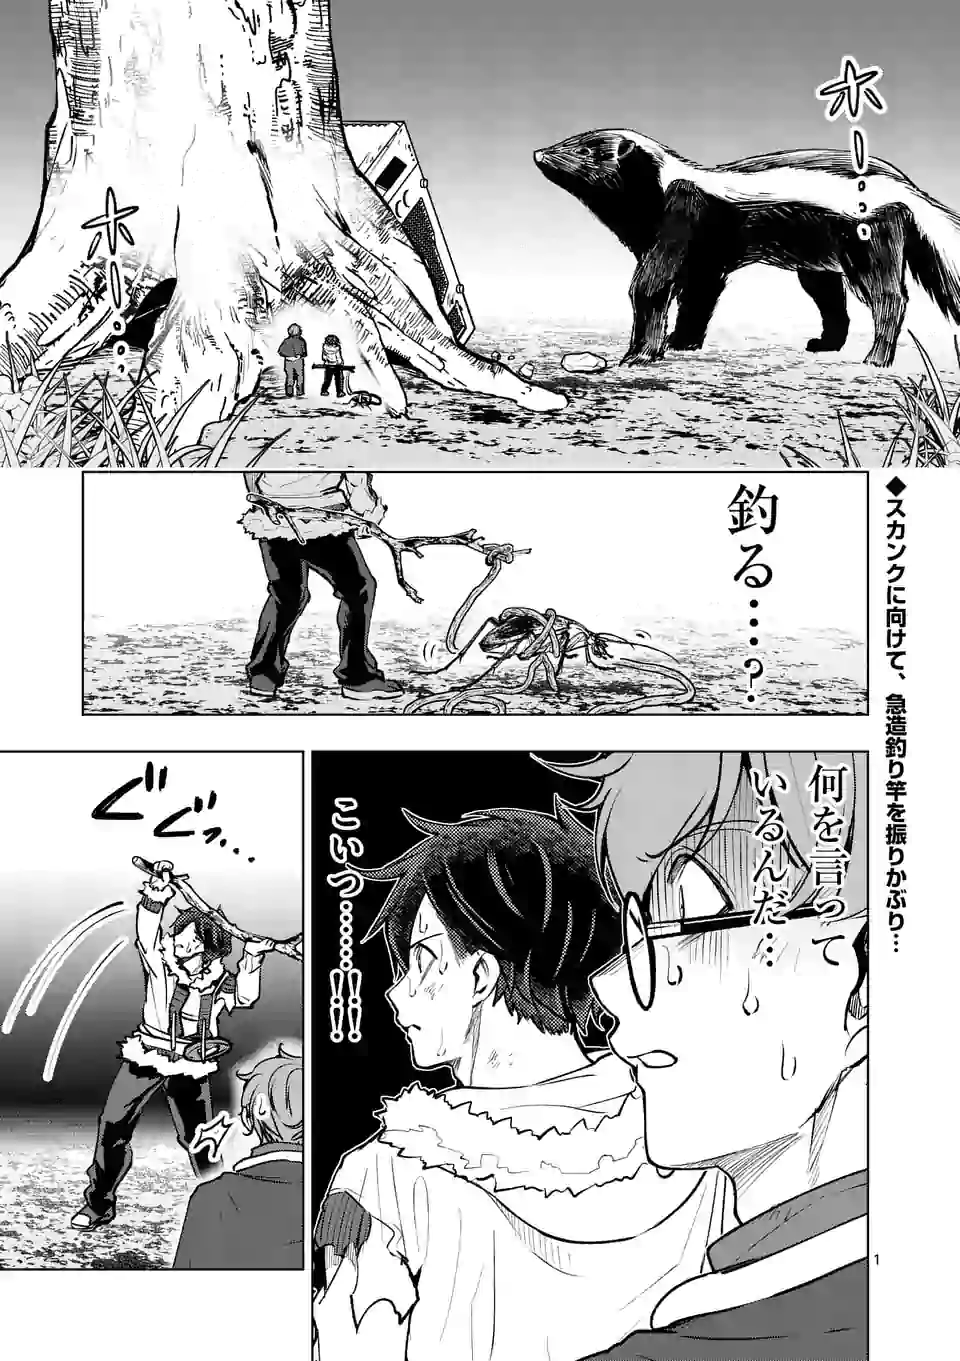 ホー…。。
ホー…。。
◆スカンクに向けて、急造釣り竿を振りかぶり…
釣る……?
何を言って
いるんだ…
こいつ……!!!
ぐぐっ…
1